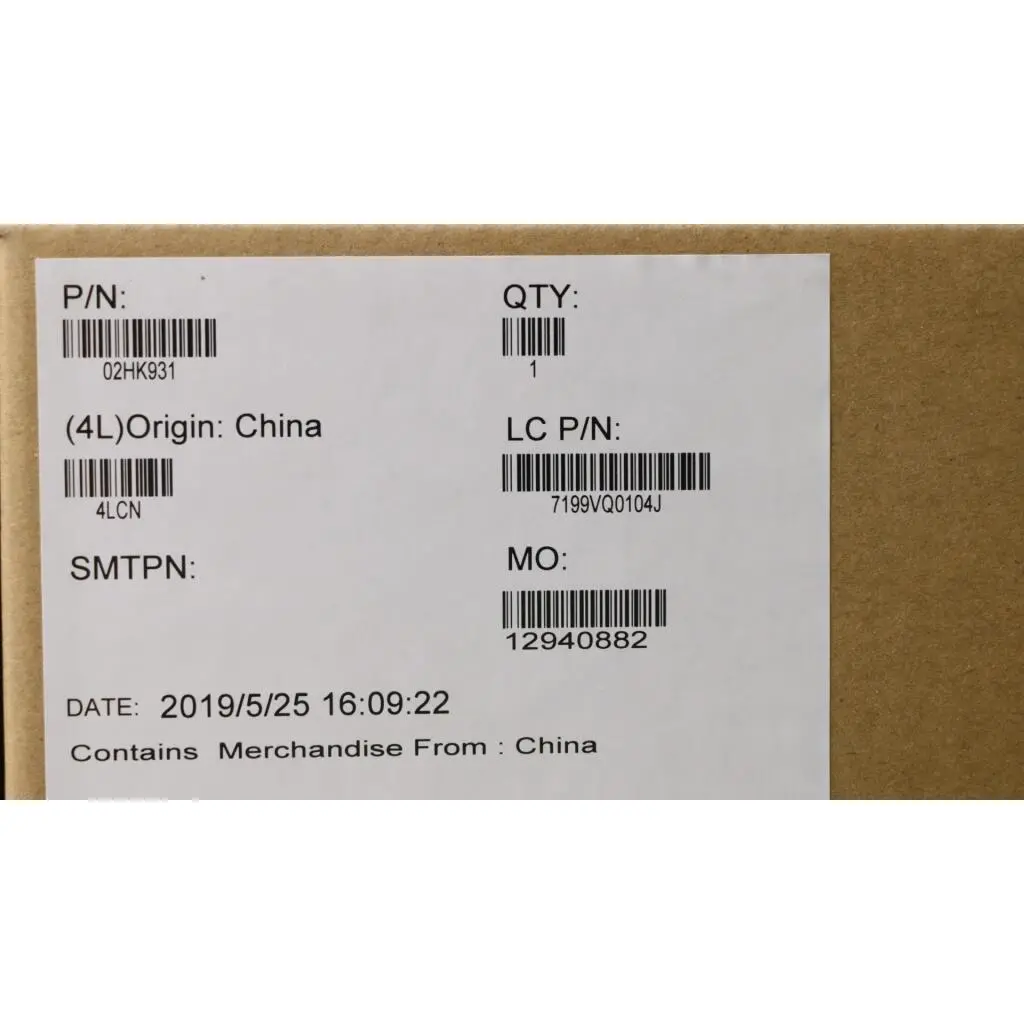 P/N:
02HK931
QTY:
1
(4L)Origin: China
4LCN
LC P/N:
7199VQ0104J
SMTPN:
MO:
12940882
DATE: 2019/5/25 16:09:22
Contains Merchandise From : China